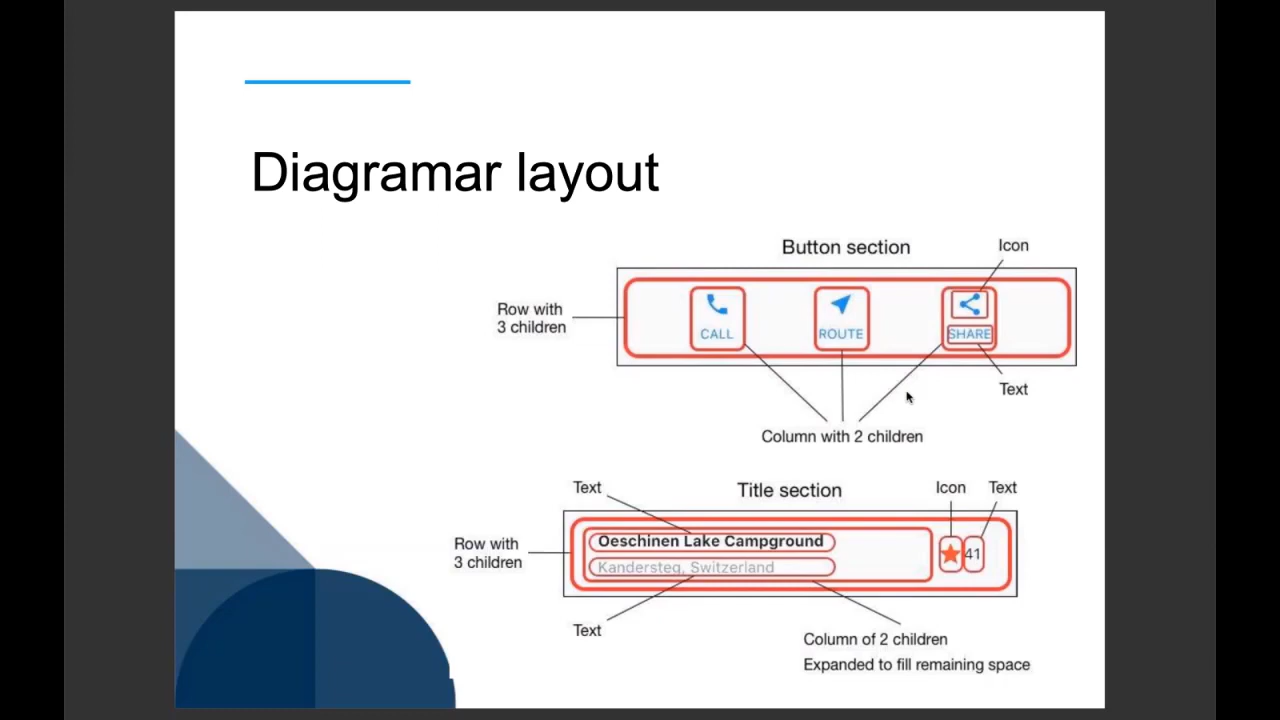 Diagramar layout
Button section
Icon
Row with
3 children
CALL
ROUTE
SHARE
Text
Column with 2 children
Text
Title section
Icon
Text
Row with
3 children
Oeschinen Lake Campground
41
Kandersteg, Switzerland
Text
Column of 2 children
Expanded to fill remaining space